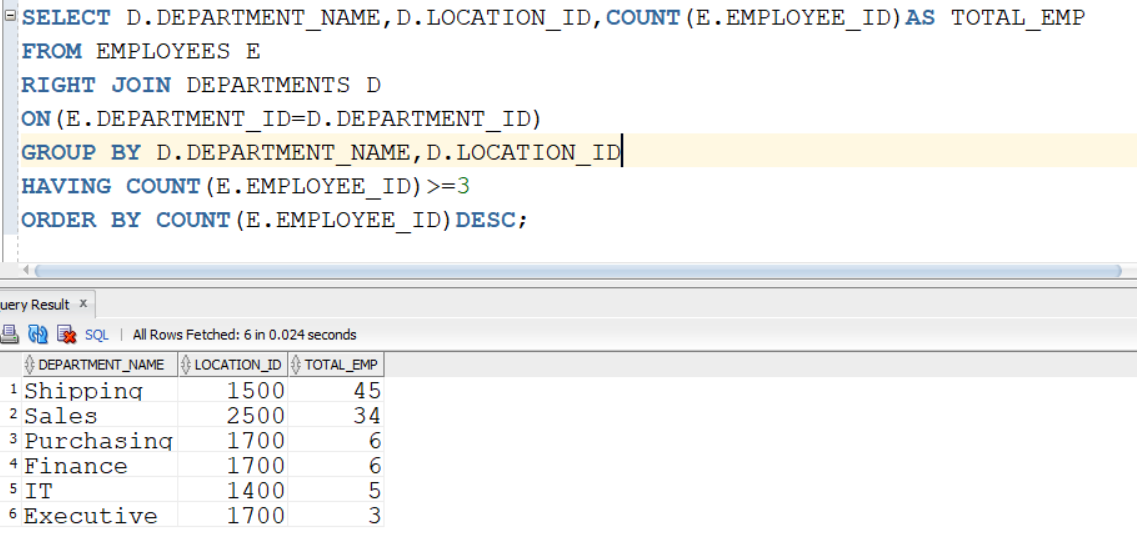 SELECT D.DEPARTMENT_NAME,D.LOCATION_ID,COUNT(E.EMPLOYEE_ID)AS TOTAL_EMP
FROM EMPLOYEES E
RIGHT JOIN DEPARTMENTS D
ON(E.DEPARTMENT_ID=D.DEPARTMENT_ID)
GROUP BY D.DEPARTMENT_NAME,D.LOCATION_ID
HAVING COUNT(E.EMPLOYEE_ID)>=3
ORDER BY COUNT(E.EMPLOYEE_ID)DESC;
uery Result x
SQL | All Rows Fetched: 6 in 0.024 seconds
DEPARTMENT_NAME LOCATION_ID TOTAL_EMP
1 Shipping 1500 45
2 Sales 2500 34
3 Purchasing 1700 6
4 Finance 1700 6
5 IT 1400 5
6 Executive 1700 3